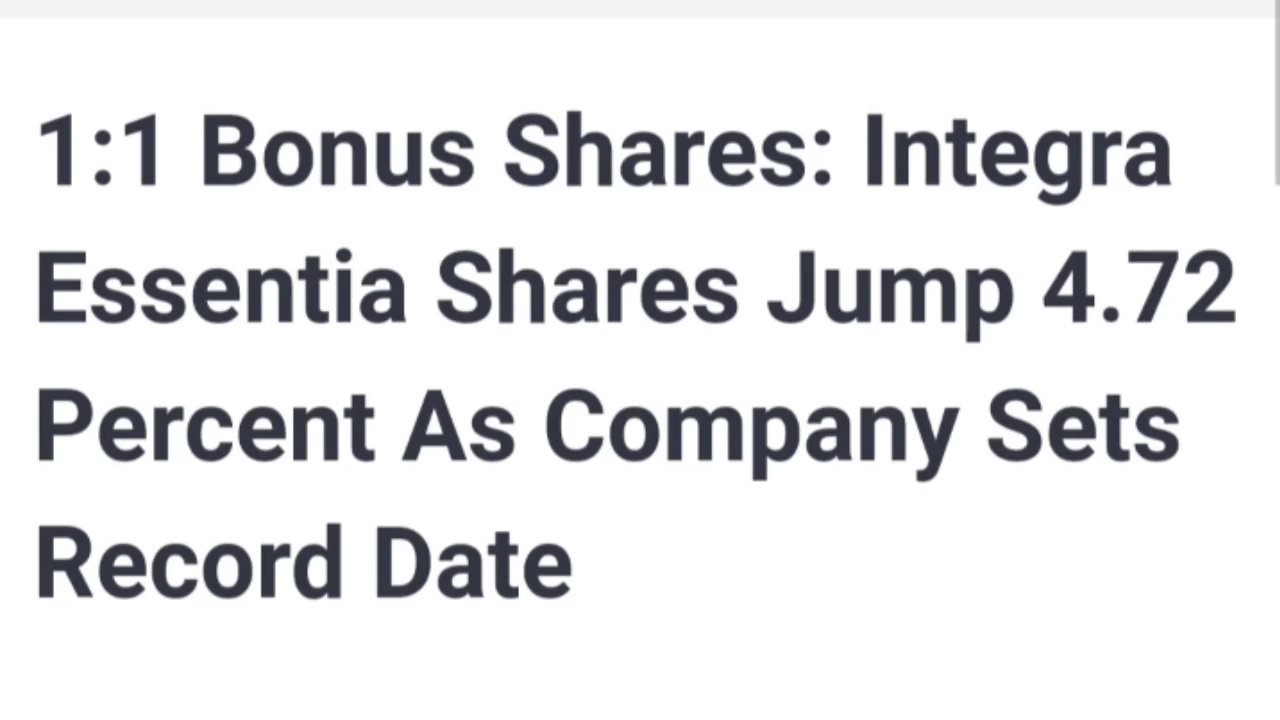 1:1 Bonus Shares: Integra
Essentia Shares Jump 4.72
Percent As Company Sets
Record Date